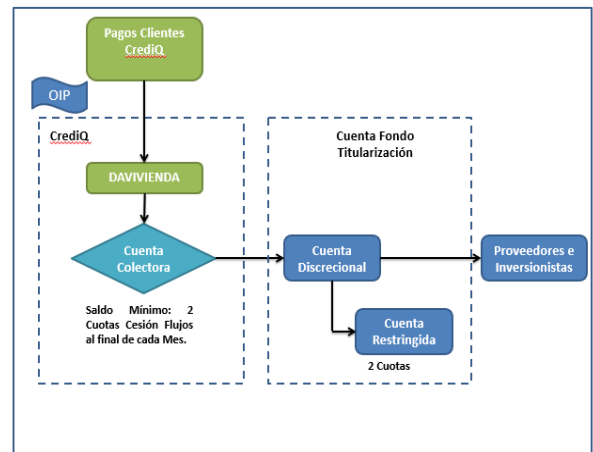 Pagos Clientes
CrediQ
OIP
CrediQ
Cuenta Fondo
Titularización
DAVIVIENDA
Cuenta
Colectora
Cuenta
Discrecional
Proveedores e
Inversionistas
Saldo Mínimo: 2
Cuotas Cesión Flujos
al final de cada Mes.
Cuenta
Restringida
2 Cuotas